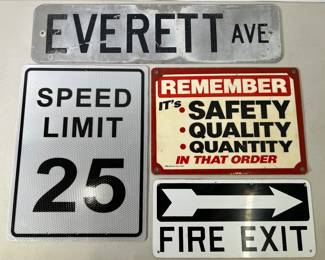 EVERETT AVE
SPEED
LIMIT
25
REMEMBER
IT'S • SAFETY
• QUALITY
• QUANTITY
IN THAT ORDER
FIRE EXIT